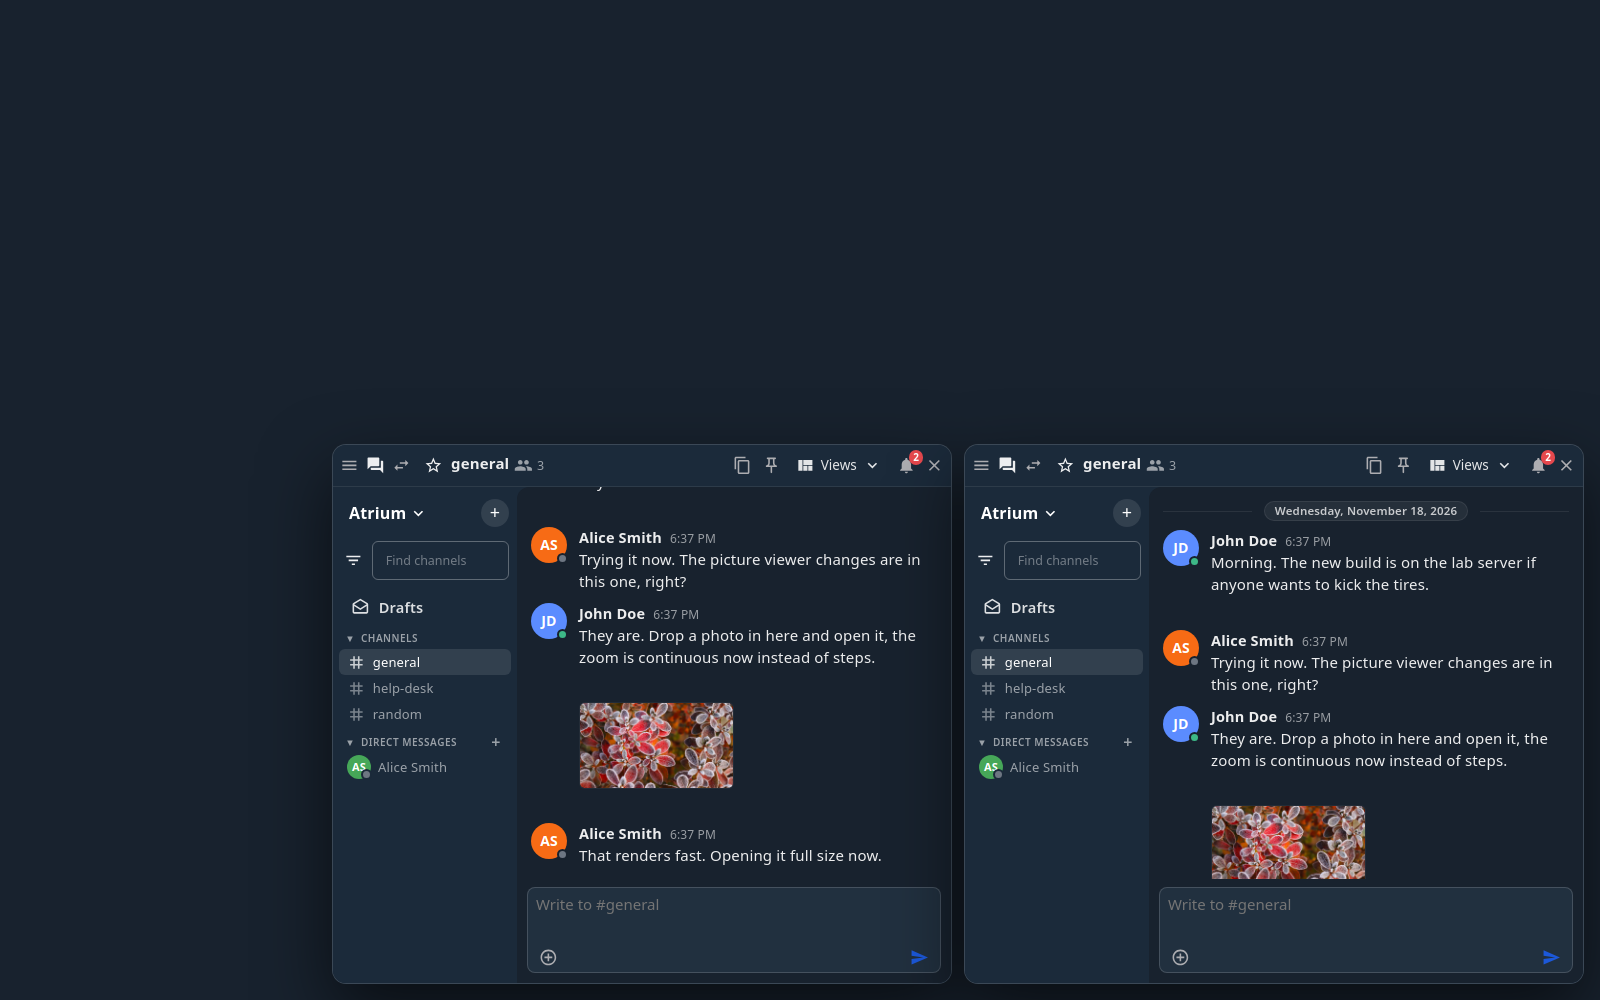 general 3
Views
2
Atrium
+
Find channels
Drafts
CHANNELS
general
help-desk
random
DIRECT MESSAGES +
AS Alice Smith
AS Alice Smith 6:37 PM
Trying it now. The picture viewer changes are in
this one, right?
JD John Doe 6:37 PM
They are. Drop a photo in here and open it, the
zoom is continuous now instead of steps.
AS Alice Smith 6:37 PM
That renders fast. Opening it full size now.
Write to #general
general 3
Views
2
Atrium
+
Find channels
Drafts
CHANNELS
general
help-desk
random
DIRECT MESSAGES +
AS Alice Smith
Wednesday, November 18, 2026
JD John Doe 6:37 PM
Morning. The new build is on the lab server if
anyone wants to kick the tires.
AS Alice Smith 6:37 PM
Trying it now. The picture viewer changes are in
this one, right?
JD John Doe 6:37 PM
They are. Drop a photo in here and open it, the
zoom is continuous now instead of steps.
Write to #general